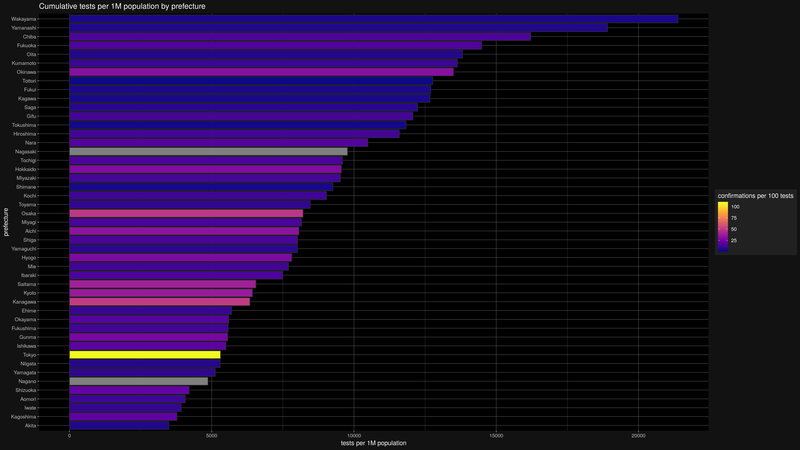 Cumulative tests per 1M population by prefecture
Wakayama
Yamanashi
Chiba
Fukuoka
Oita
Kumamoto
Okinawa
Tottori
Fukui
Kagawa
Saga
Gifu
Tokushima
Hiroshima
Nara
Nagasaki
Tochigi
Hokkaido
Miyazaki
Shimane
Kochi
Toyama
Osaka
Miyagi
Aichi
Shiga
Yamaguchi
Hyogo
Mie
Ibaraki
Saitama
Kyoto
Kanagawa
Ehime
Okayama
Fukushima
Gunma
Ishikawa
Tokyo
Niigata
Yamagata
Nagano
Shizuoka
Aomori
Iwate
Kagoshima
Akita
prefecture
0 5000 10000 15000 20000
tests per 1M population
confirmations per 100 tests
100
75
50
25